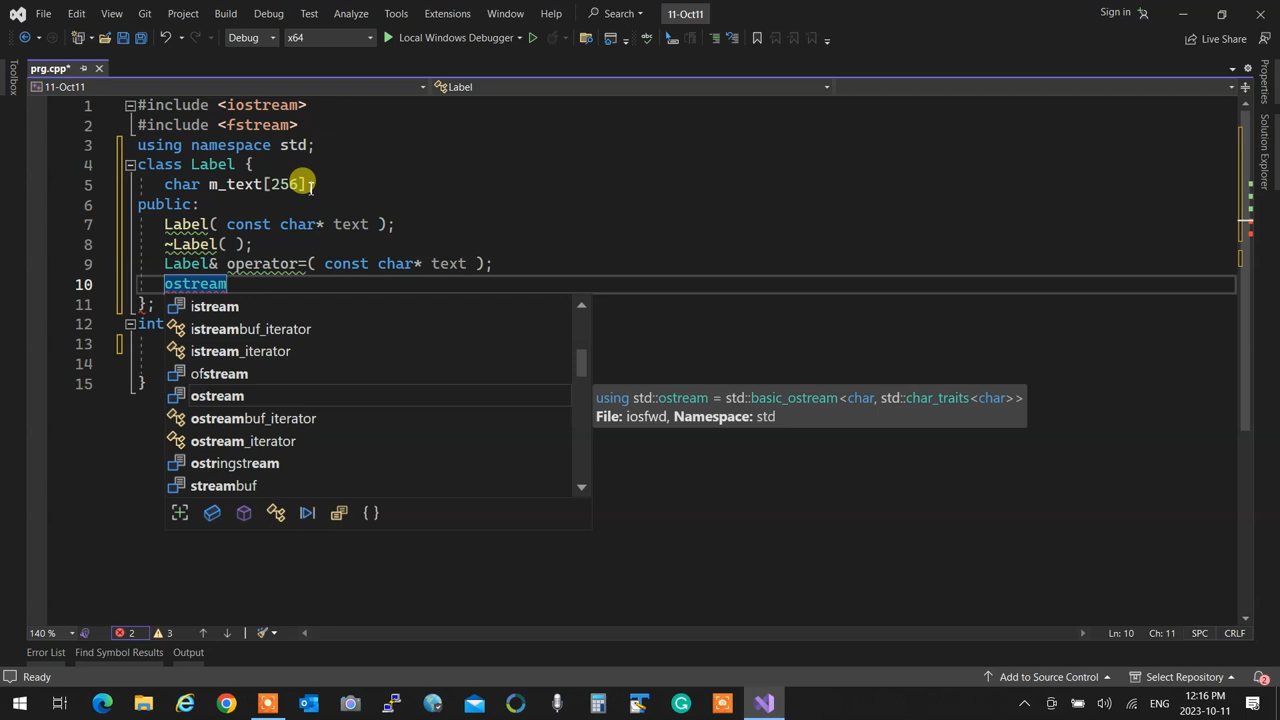 File Edit View Git Project Build Debug Test Analyze Tools Extensions Window Help Search 11-Oct11 Sign in
Debug x64 Local Windows Debugger Live Share
Toolbox
prg.cpp*
11-Oct11 Label
1 #include <iostream>
2 #include <fstream>
3 using namespace std;
4 class Label {
5 char m_text[256];
6 public:
7 Label( const char* text );
8 ~Label( );
9 Label& operator=( const char* text );
10 ostream
11 };
12 int
13
14
15 }
istream
istreambuf_iterator
istream_iterator
ofstream
ostream
ostreambuf_iterator
ostream_iterator
ostringstream
streambuf
using std::ostream = std::basic_ostream<char, std::char_traits<char>>
File: iosfwd, Namespace: std
Properties
Solution Explorer
140 % 2 3 Ln: 10 Ch: 11 SPC CRLF
Error List Find Symbol Results Output
Ready Add to Source Control Select Repository 2
ENG 12:16 PM
2023-10-11